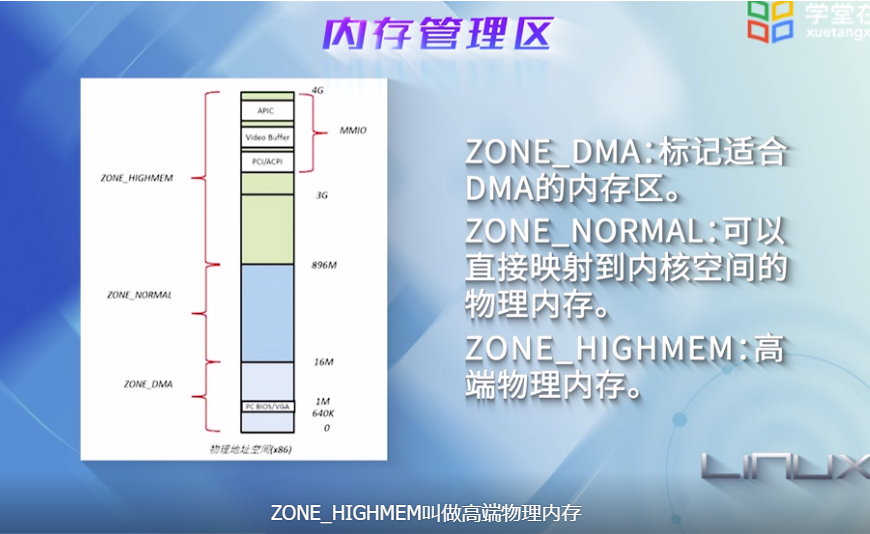 内存管理区
学堂在
xuetangx
4G
APIC
Video Buffer
MMIO
PCI/ACPI
ZONE_HIGHMEM
3G
896M
ZONE_NORMAL
16M
ZONE_DMA
1M
PC BIOS/VGA
640K
0
物理地址空间(x86)
ZONE_DMA:标记适合
DMA的内存区。
ZONE_NORMAL:可以
直接映射到内核空间的
物理内存。
ZONE_HIGHMEM:高
端物理内存。
LINUX
ZONE_HIGHMEM叫做高端物理内存